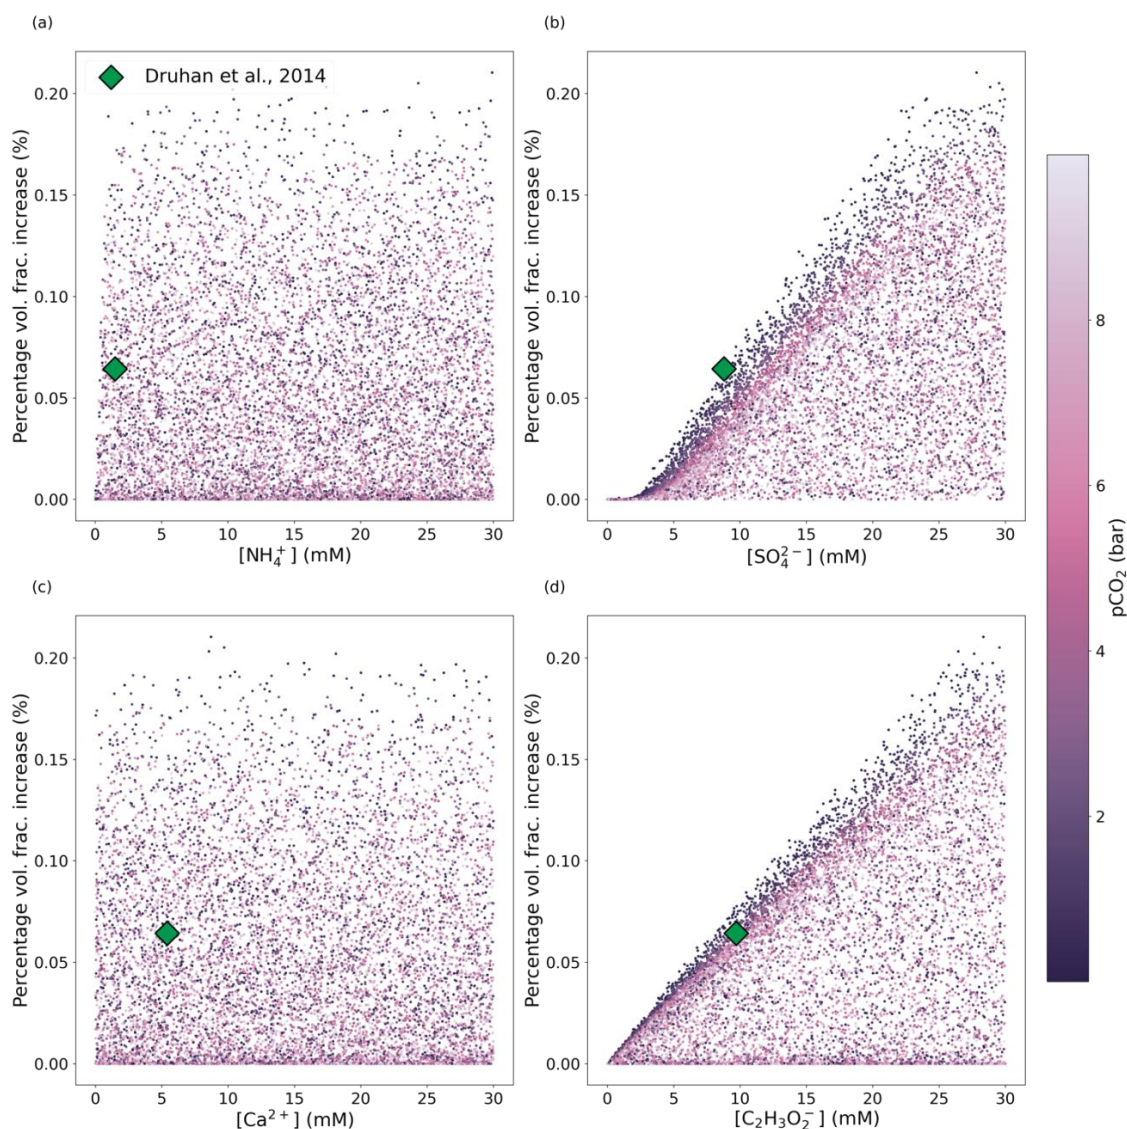 (a)
(b)
Druhan et al., 2014
0.20
0.15
0.10
0.05
0.00
Percentage vol. frac. increase (%)
0 5 10 15 20 25 30
[NH₄⁺] (mM)
0.20
0.15
0.10
0.05
0.00
Percentage vol. frac. increase (%)
0 5 10 15 20 25 30
[SO₄²⁻] (mM)
(c)
(d)
0.20
0.15
0.10
0.05
0.00
Percentage vol. frac. increase (%)
0 5 10 15 20 25 30
[Ca²⁺] (mM)
0.20
0.15
0.10
0.05
0.00
Percentage vol. frac. increase (%)
0 5 10 15 20 25 30
[C₂H₃O₂⁻] (mM)
8
6
4
2
pCO₂ (bar)